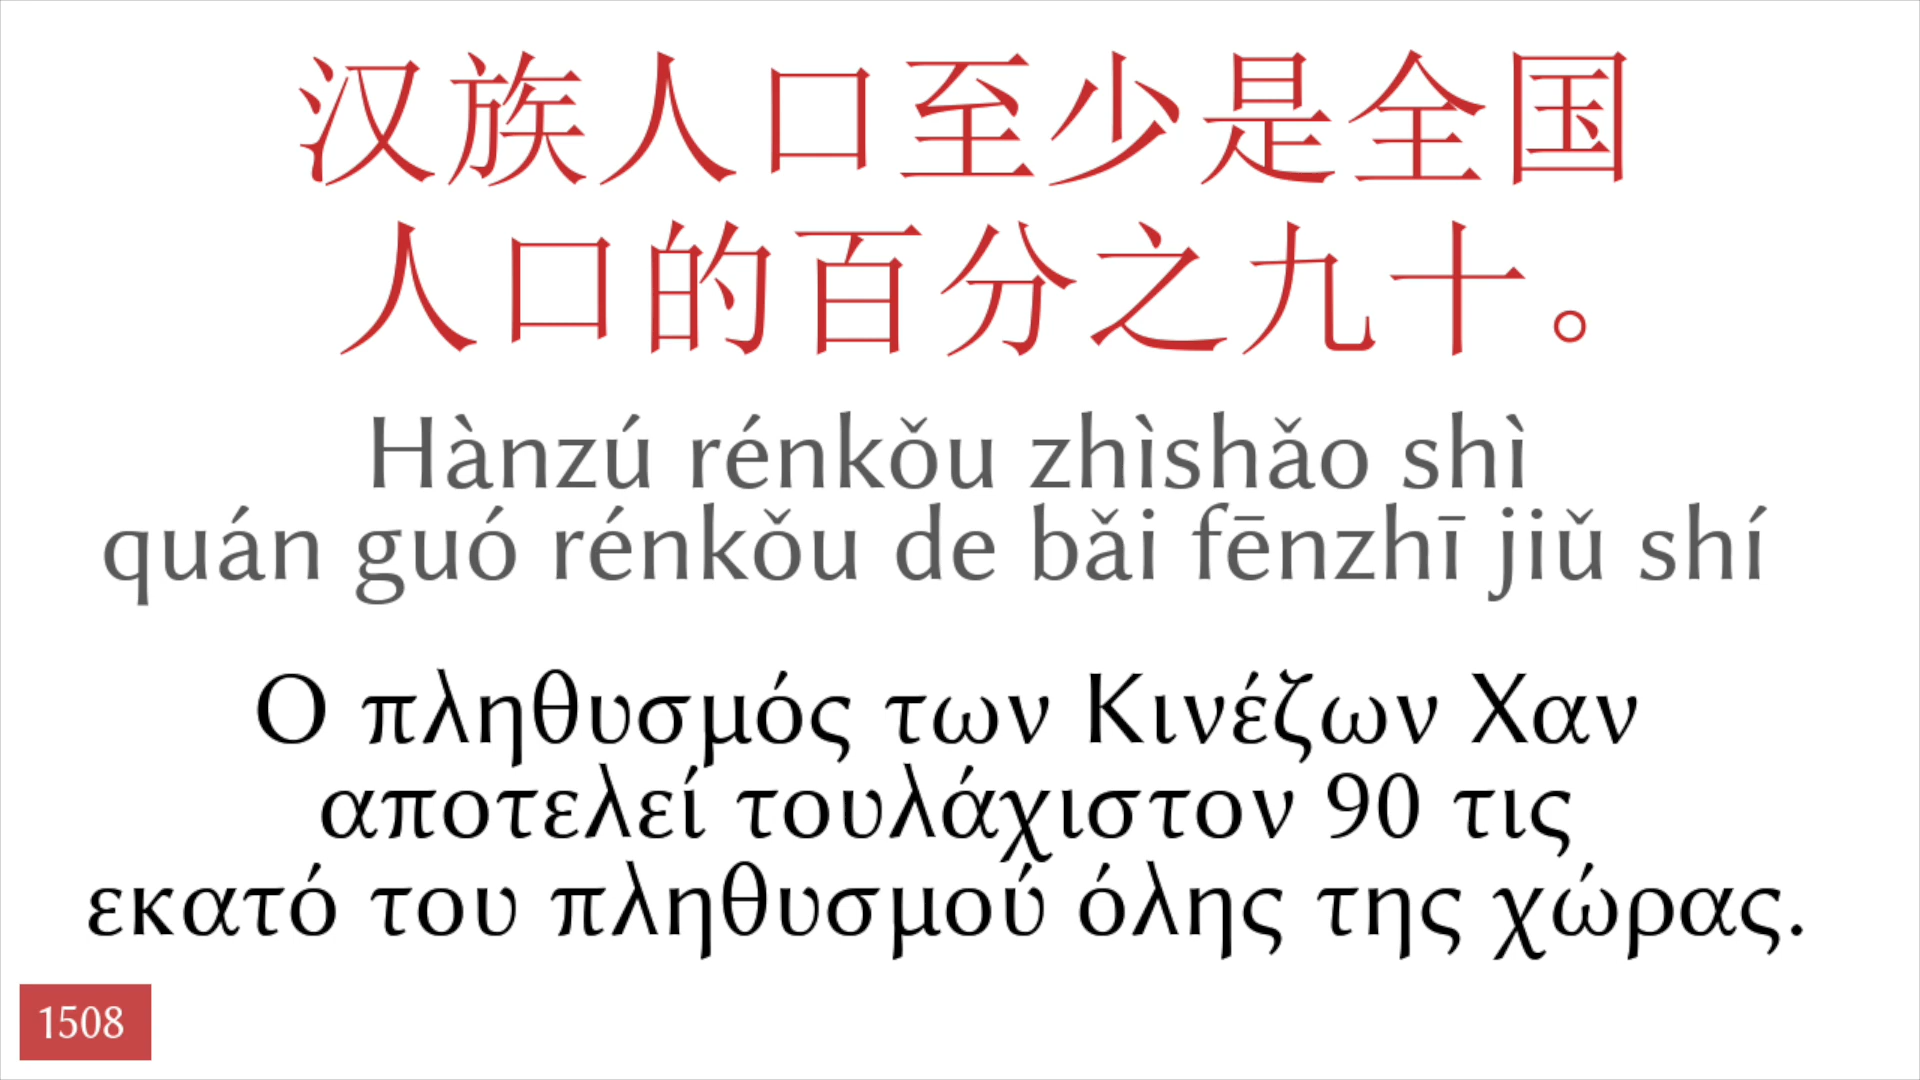 汉族人口至少是全国
人口的百分之九十。
Hànzú rénkǒu zhìshǎo shì
quán guó rénkǒu de bǎi fēnzhī jiǔ shí
Ο πληθυσμός των Κινέζων Χαν
αποτελεί τουλάχιστον 90 τις
εκατό του πληθυσμού όλης της χώρας.
1508